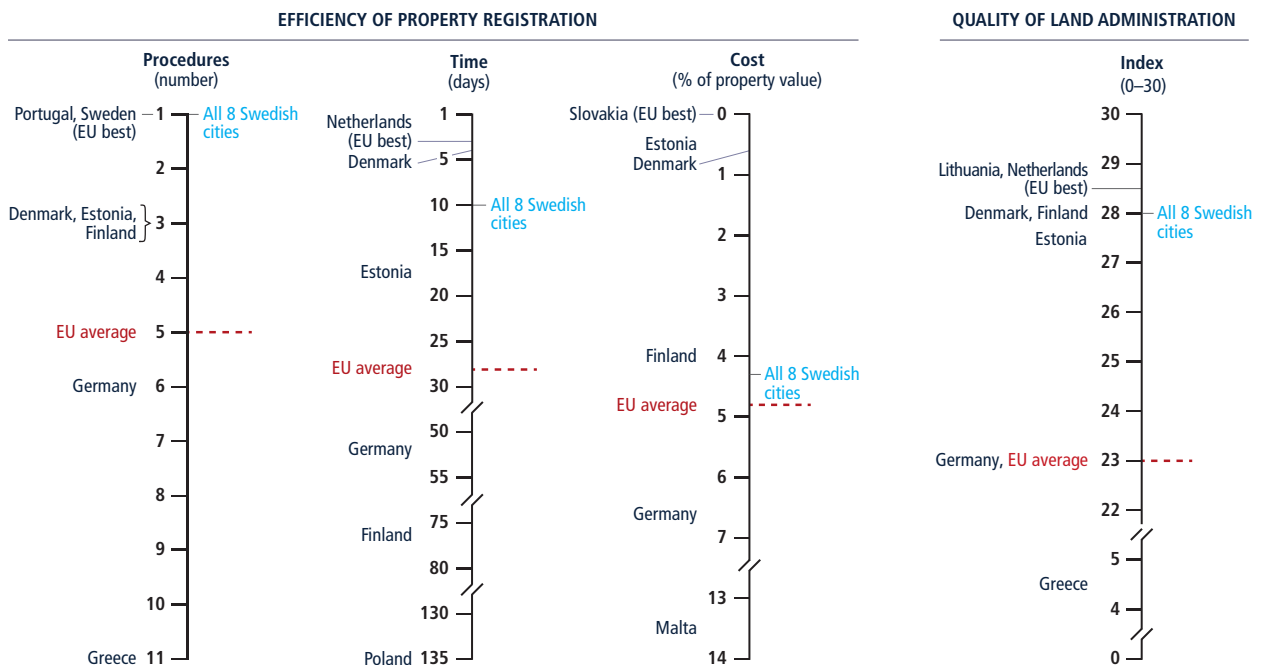 EFFICIENCY OF PROPERTY REGISTRATION
Procedures
(number)
Portugal, Sweden
(EU best)
1
All 8 Swedish
cities
2
Denmark, Estonia,
Finland
3
4
EU average
5
Germany
6
7
8
9
10
Greece
11
Time
(days)
1
Netherlands
(EU best)
Denmark
5
10
All 8 Swedish
cities
15
Estonia
20
25
EU average
30
50
Germany
55
75
Finland
80
130
Poland
135
Cost
(% of property value)
Slovakia (EU best)
0
Estonia
Denmark
1
2
3
Finland
4
All 8 Swedish
cities
EU average
5
6
Germany
7
13
Malta
14
QUALITY OF LAND ADMINISTRATION
Index
(0–30)
30
29
Lithuania, Netherlands
(EU best)
Denmark, Finland
28
All 8 Swedish
cities
Estonia
27
26
25
24
Germany, EU average
23
22
5
Greece
4
0